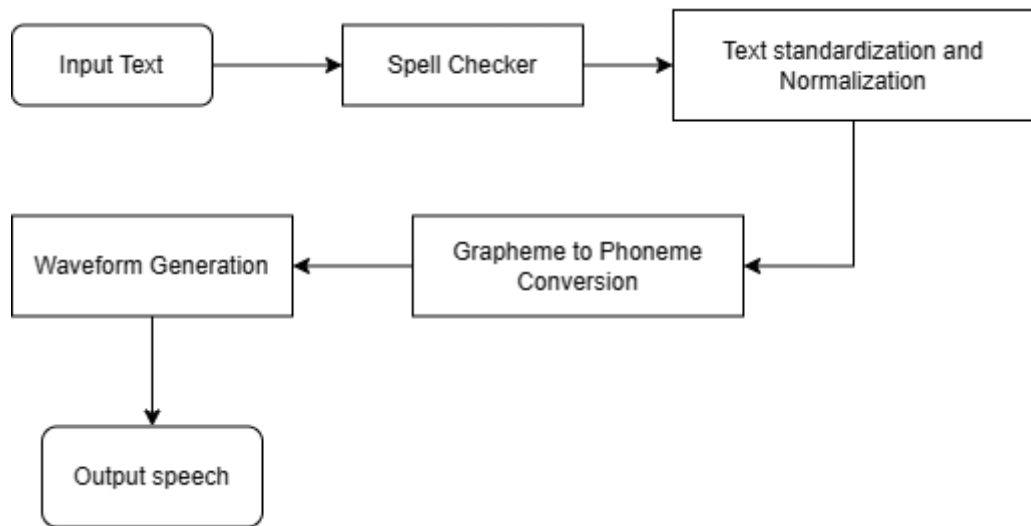 Input Text
Spell Checker
Text standardization and
Normalization
Grapheme to Phoneme
Conversion
Waveform Generation
Output speech